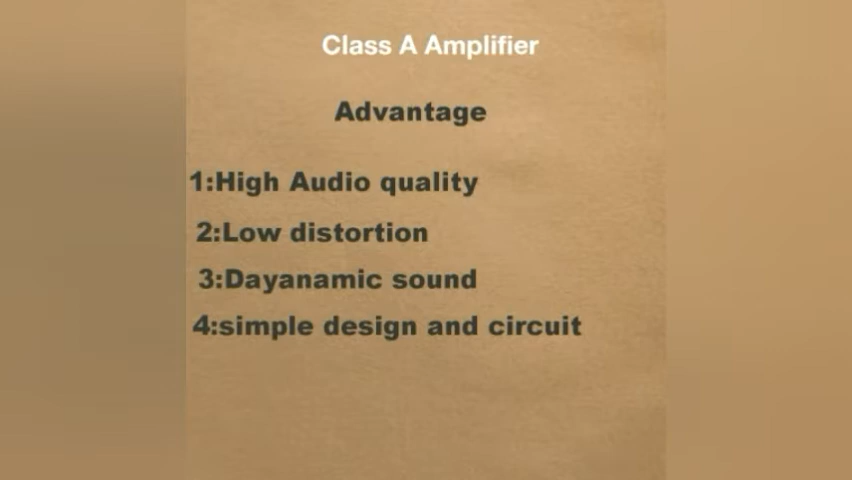 Class A Amplifier
Advantage
1:High Audio quality
2:Low distortion
3:Dayanamic sound
4:simple design and circuit